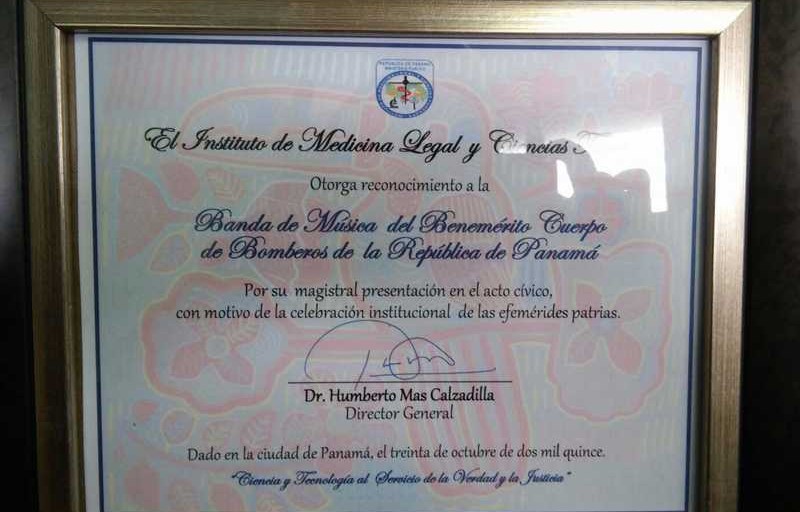 REPÚBLICA DE PANAMÁ
El Instituto de Medicina Legal y Ciencias
Otorga reconocimiento a la
Banda de Música del Benemérito Cuerpo
de Bomberos de la República de Panamá
Por su magistral presentación en el acto cívico,
con motivo de la celebración institucional de las efemérides patrias.
Dr. Humberto Mas Calzadilla
Director General
Dado en la ciudad de Panamá, el treinta de octubre de dos mil quince.
"Ciencia y Tecnología al Servicio de la Verdad y la Justicia"